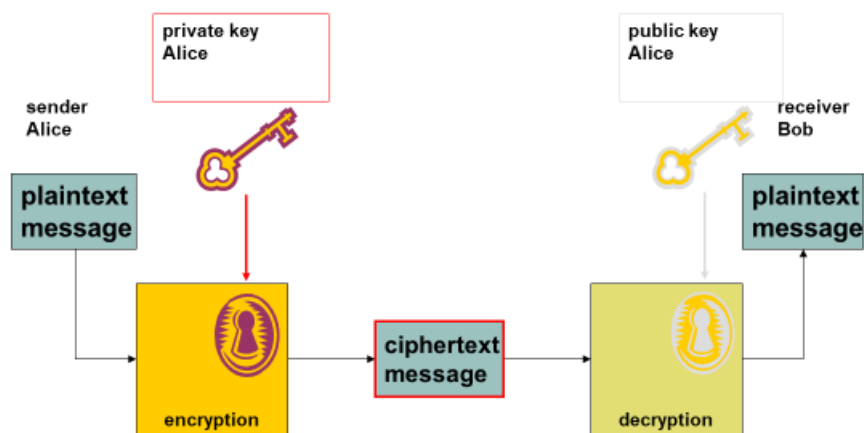 private key
Alice
public key
Alice
sender
Alice
receiver
Bob
plaintext
message
plaintext
message
ciphertext
message
encryption
decryption